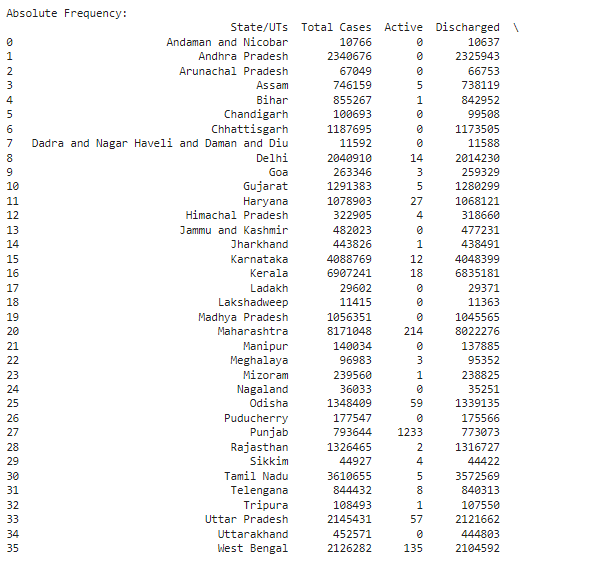 Absolute Frequency:
State/UTs Total Cases Active Discharged \
0 Andaman and Nicobar 10766 0 10637
1 Andhra Pradesh 2340676 0 2325943
2 Arunachal Pradesh 67049 0 66753
3 Assam 746159 5 738119
4 Bihar 855267 1 842952
5 Chandigarh 100693 0 99508
6 Chhattisgarh 1187695 0 1173505
7 Dadra and Nagar Haveli and Daman and Diu 11592 0 11588
8 Delhi 2040910 14 2014230
9 Goa 263346 3 259329
10 Gujarat 1291383 5 1280299
11 Haryana 1078903 27 1068121
12 Himachal Pradesh 322905 4 318660
13 Jammu and Kashmir 482023 0 477231
14 Jharkhand 443826 1 438491
15 Karnataka 4088769 12 4048399
16 Kerala 6907241 18 6835181
17 Ladakh 29602 0 29371
18 Lakshadweep 11415 0 11363
19 Madhya Pradesh 1056351 0 1045565
20 Maharashtra 8171048 214 8022276
21 Manipur 140034 0 137885
22 Meghalaya 96983 3 95352
23 Mizoram 239560 1 238825
24 Nagaland 36033 0 35251
25 Odisha 1348409 59 1339135
26 Puducherry 177547 0 175566
27 Punjab 793644 1233 773073
28 Rajasthan 1326465 2 1316727
29 Sikkim 44927 4 44422
30 Tamil Nadu 3610655 5 3572569
31 Telengana 844432 8 840313
32 Tripura 108493 1 107550
33 Uttar Pradesh 2145431 57 2121662
34 Uttarakhand 452571 0 444803
35 West Bengal 2126282 135 2104592